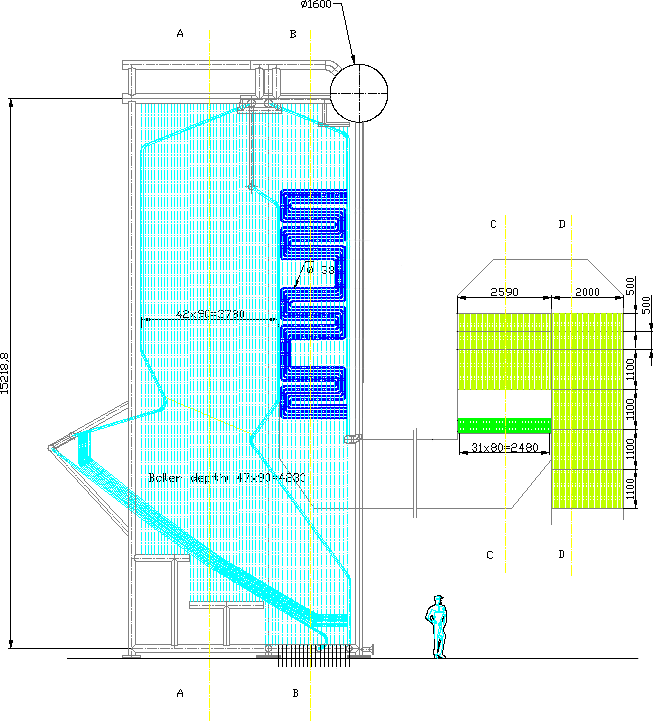 Ø1600
A
B
C
D
2590
2000
500
500
Ø 38
42x90=3780
15218,8
1100
1100
1100
1100
31x80=2480
Boiler depth: 47x90=4230
C
D
A
B